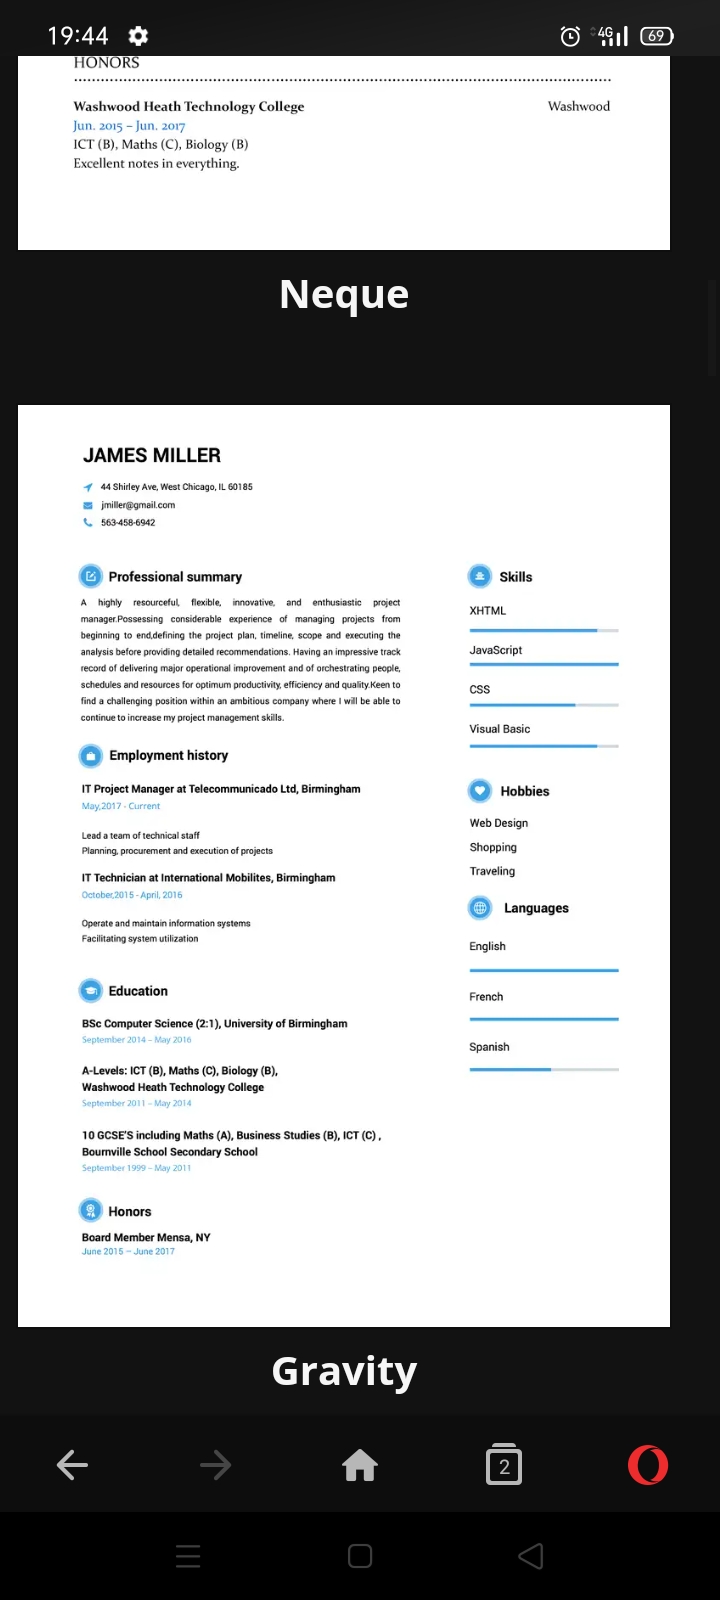 19:44
4G
69
HONORS
Washwood Heath Technology College Washwood
Jun. 2015 – Jun. 2017
ICT (B), Maths (C), Biology (B)
Excellent notes in everything.
Neque
JAMES MILLER
44 Shirley Ave, West Chicago, IL 60185
jmiller@gmail.com
563-458-6942
Professional summary
A highly resourceful, flexible, innovative, and enthusiastic project
manager.Possessing considerable experience of managing projects from
beginning to end,defining the project plan, timeline, scope and executing the
analysis before providing detailed recommendations. Having an impressive track
record of delivering major operational improvement and of orchestrating people,
schedules and resources for optimum productivity, efficiency and quality.Keen to
find a challenging position within an ambitious company where I will be able to
continue to increase my project management skills.
Employment history
IT Project Manager at Telecommunicado Ltd, Birmingham
May,2017 - Current
Lead a team of technical staff
Planning, procurement and execution of projects
IT Technician at International Mobilites, Birmingham
October,2015 - April, 2016
Operate and maintain information systems
Facilitating system utilization
Education
BSc Computer Science (2:1), University of Birmingham
September 2014 – May 2016
A-Levels: ICT (B), Maths (C), Biology (B),
Washwood Heath Technology College
September 2011 – May 2014
10 GCSE'S including Maths (A), Business Studies (B), ICT (C) ,
Bournville School Secondary School
September 1999 – May 2011
Honors
Board Member Mensa, NY
June 2015 – June 2017
Skills
XHTML
JavaScript
CSS
Visual Basic
Hobbies
Web Design
Shopping
Traveling
Languages
English
French
Spanish
Gravity
2